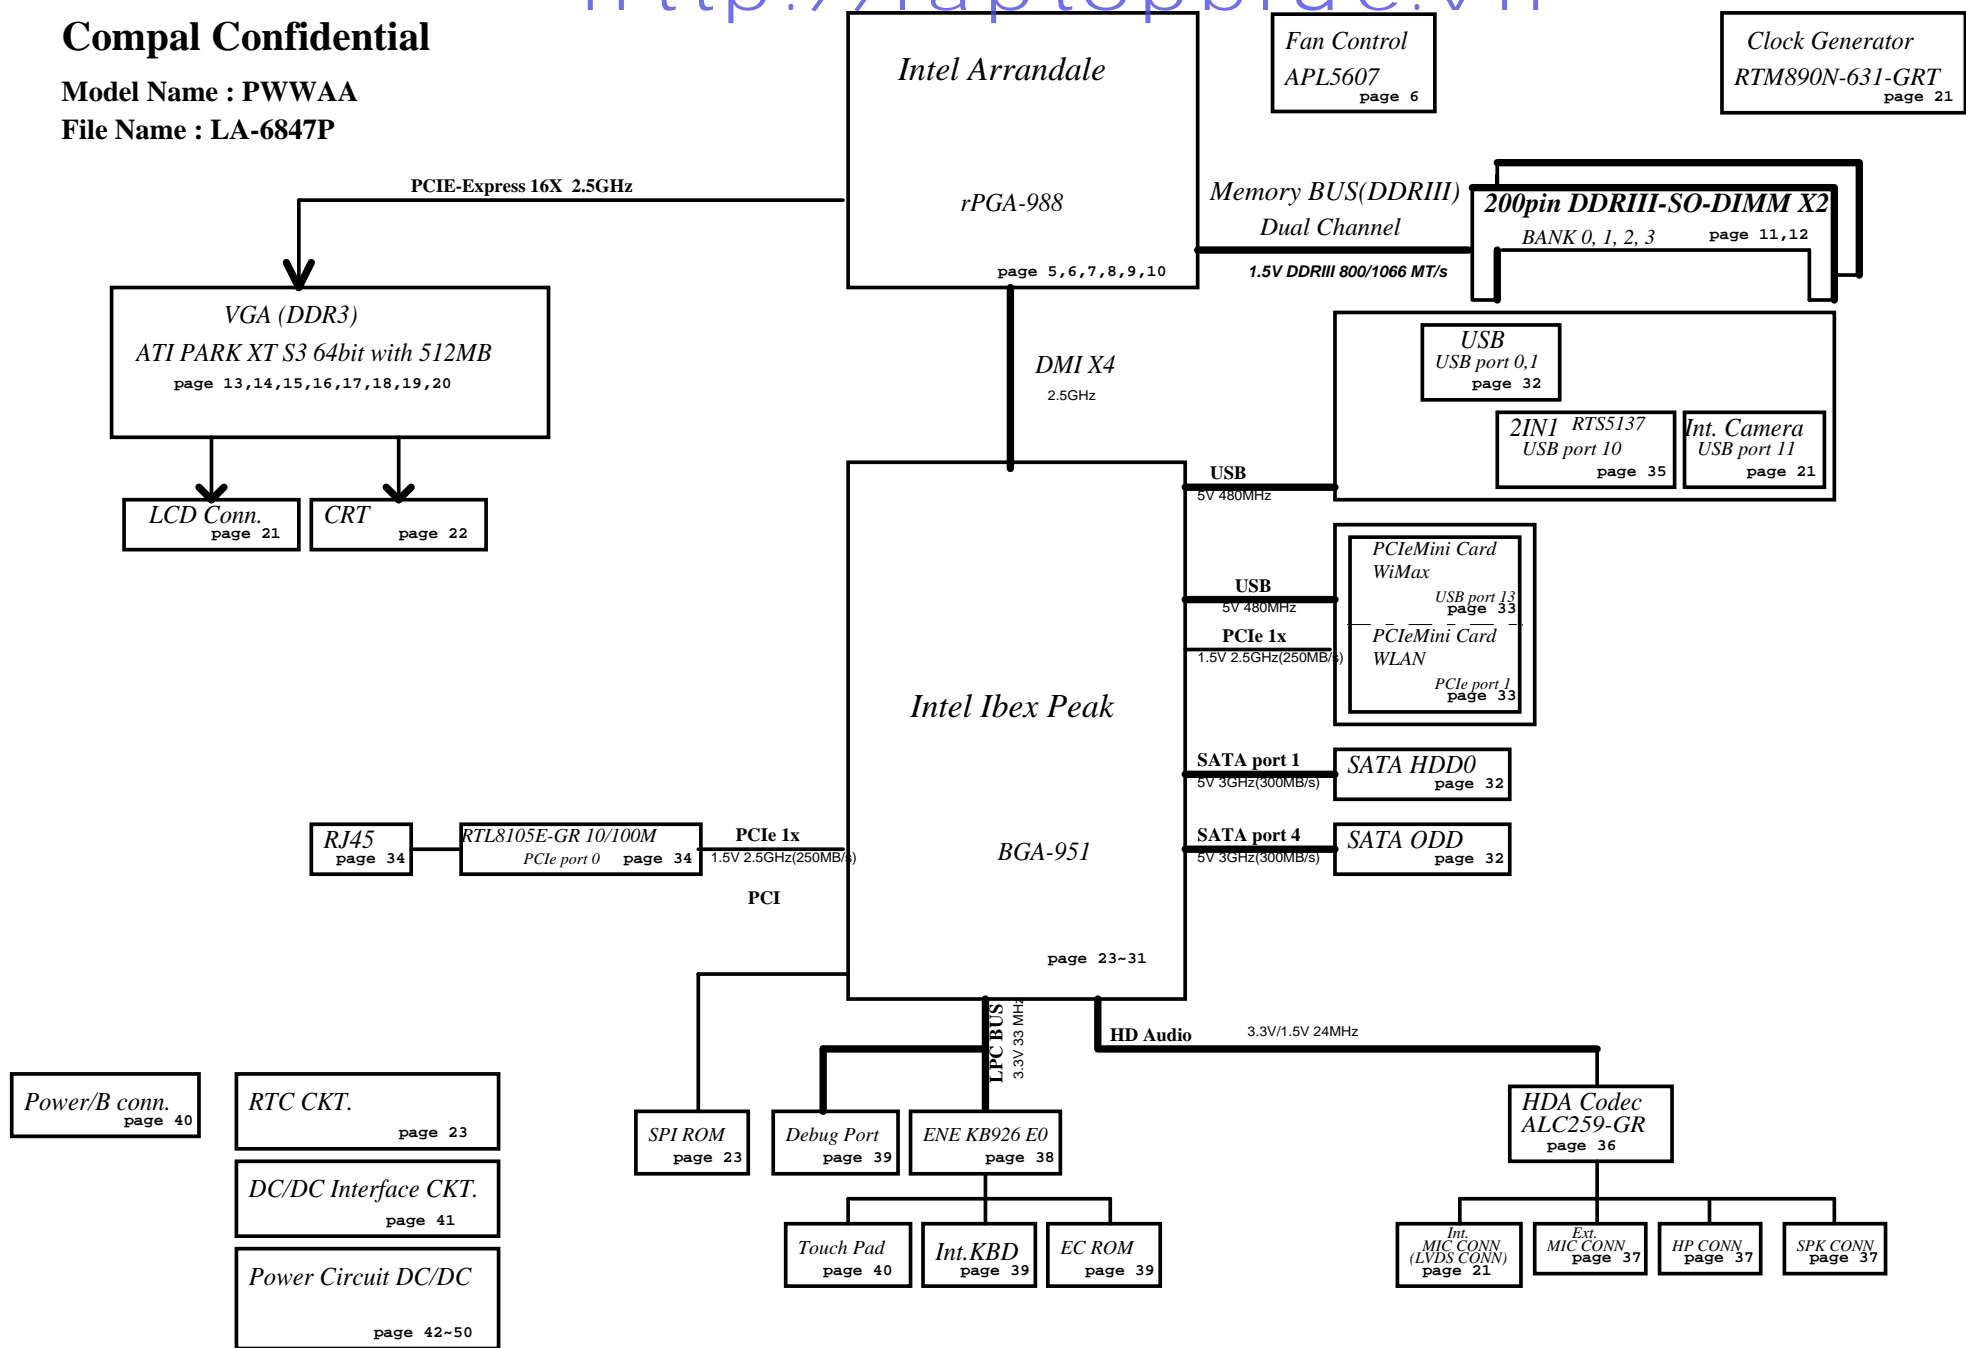 http://laptopblue.vn
Compal Confidential
Model Name : PWWAA
File Name : LA-6847P
Intel Arrandale
rPGA-988
page 5,6,7,8,9,10
Fan Control
APL5607
page 6
Clock Generator
RTM890N-631-GRT
page 21
PCIE-Express 16X 2.5GHz
Memory BUS(DDRIII)
Dual Channel
1.5V DDRIII 800/1066 MT/s
200pin DDRIII-SO-DIMM X2
BANK 0, 1, 2, 3
page 11,12
VGA (DDR3)
ATI PARK XT S3 64bit with 512MB
page 13,14,15,16,17,18,19,20
DMI X4
2.5GHz
USB
USB port 0,1
page 32
2IN1 RTS5137
USB port 10
page 35
Int. Camera
USB port 11
page 21
USB
5V 480MHz
LCD Conn.
page 21
CRT
page 22
PCIeMini Card
WiMax
USB port 13
page 33
USB
5V 480MHz
PCIe 1x
1.5V 2.5GHz(250MB/s)
PCIeMini Card
WLAN
PCIe port 1
page 33
Intel Ibex Peak
BGA-951
page 23~31
SATA port 1
5V 3GHz(300MB/s)
SATA HDD0
page 32
SATA port 4
5V 3GHz(300MB/s)
SATA ODD
page 32
RJ45
page 34
RTL8105E-GR 10/100M
PCIe port 0 page 34
PCIe 1x
1.5V 2.5GHz(250MB/s)
PCI
LPC BUS
3.3V 33 MHz
HD Audio
3.3V/1.5V 24MHz
Power/B conn.
page 40
RTC CKT.
page 23
DC/DC Interface CKT.
page 41
Power Circuit DC/DC
page 42~50
SPI ROM
page 23
Debug Port
page 39
ENE KB926 E0
page 38
HDA Codec
ALC259-GR
page 36
Touch Pad
page 40
Int.KBD
page 39
EC ROM
page 39
Int.
MIC CONN
(LVDS CONN)
page 21
Ext.
MIC CONN
page 37
HP CONN
page 37
SPK CONN
page 37